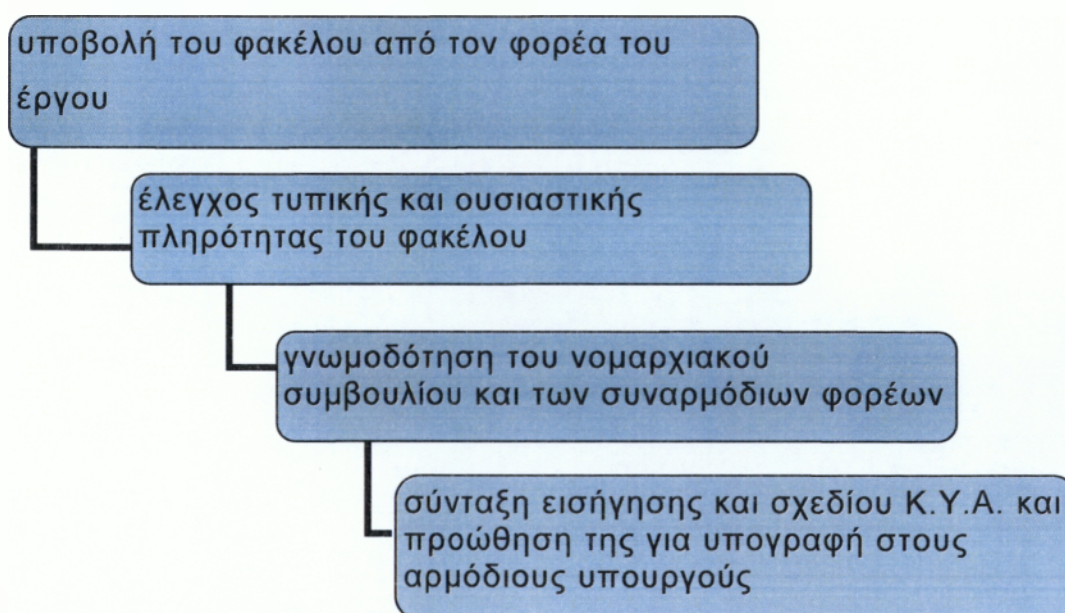 υποβολή του φακέλου από τον φορέα του
έργου
έλεγχος τυπικής και ουσιαστικής
πληρότητας του φακέλου
γνωμοδότηση του νομαρχιακού
συμβουλίου και των συναρμόδιων φορέων
σύνταξη εισήγησης και σχεδίου Κ.Υ.Α. και
προώθηση της για υπογραφή στους
αρμόδιους υπουργούς